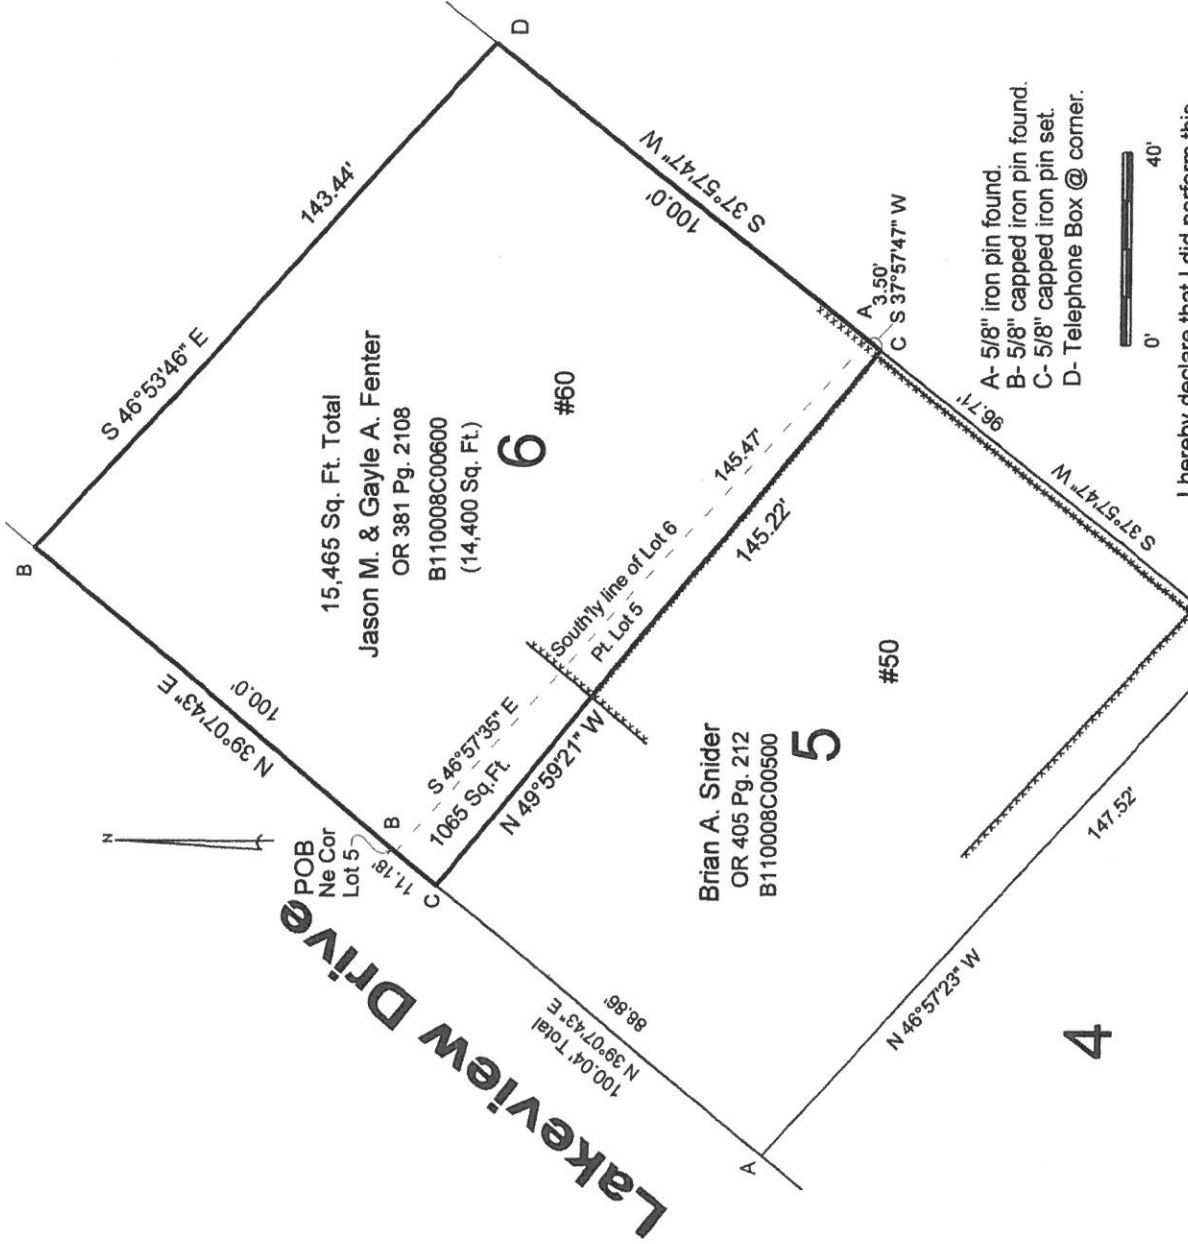 D
143.44'
S 46°53'46" E
B
S 37°57'47" W
100.0'
15,465 Sq. Ft. Total
Jason M. & Gayle A. Fenter
OR 381 Pg. 2108
B110008C00600
(14,400 Sq. Ft.)
6
#60
N 39°07'43" E
100.0'
A
3.50'
C S 37°57'47" W
145.47'
South'ly line of Lot 6
Pt. Lot 5
145.22'
S 46°57'35" E
1065 Sq.Ft.
N 49°59'21" W
N
POB
Ne Cor
Lot 5
B
11.18'
C
Lakeview Drive
Brian A. Snider
OR 405 Pg. 212
B110008C00500
5
#50
96.71'
S 37°57'47" W
88.86'
N 39°07'43" E
100.04' Total
147.52'
N 46°57'23" W
A
4
A- 5/8" iron pin found.
B- 5/8" capped iron pin found.
C- 5/8" capped iron pin set.
D- Telephone Box @ corner.
0' 40'
I hereby declare that I did perform this